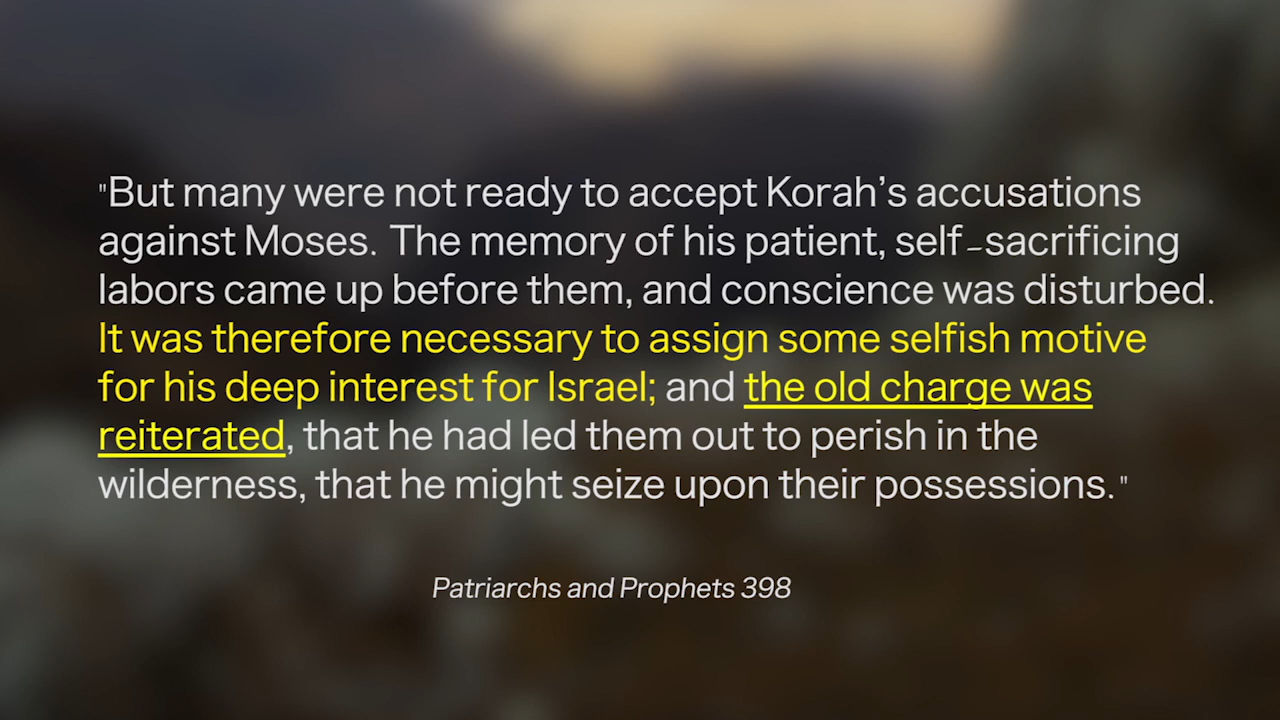 "But many were not ready to accept Korah’s accusations
against Moses. The memory of his patient, self-sacrificing
labors came up before them, and conscience was disturbed.
It was therefore necessary to assign some selfish motive
for his deep interest for Israel; and the old charge was
reiterated, that he had led them out to perish in the
wilderness, that he might seize upon their possessions."
Patriarchs and Prophets 398